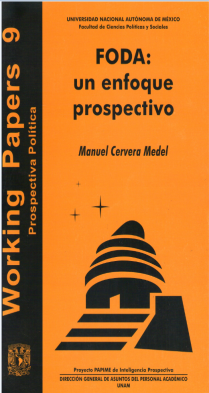 UNIVERSIDAD NACIONAL AUTÓNOMA DE MÉXICO
Facultad de Ciencias Políticas y Sociales
FODA:
un enfoque
prospectivo
Manuel Cervera Medel
Working Papers 9
Prospectiva Política
Proyecto PAPIME de Inteligencia Prospectiva
DIRECCIÓN GENERAL DE ASUNTOS DEL PERSONAL ACADÉMICO
UNAM